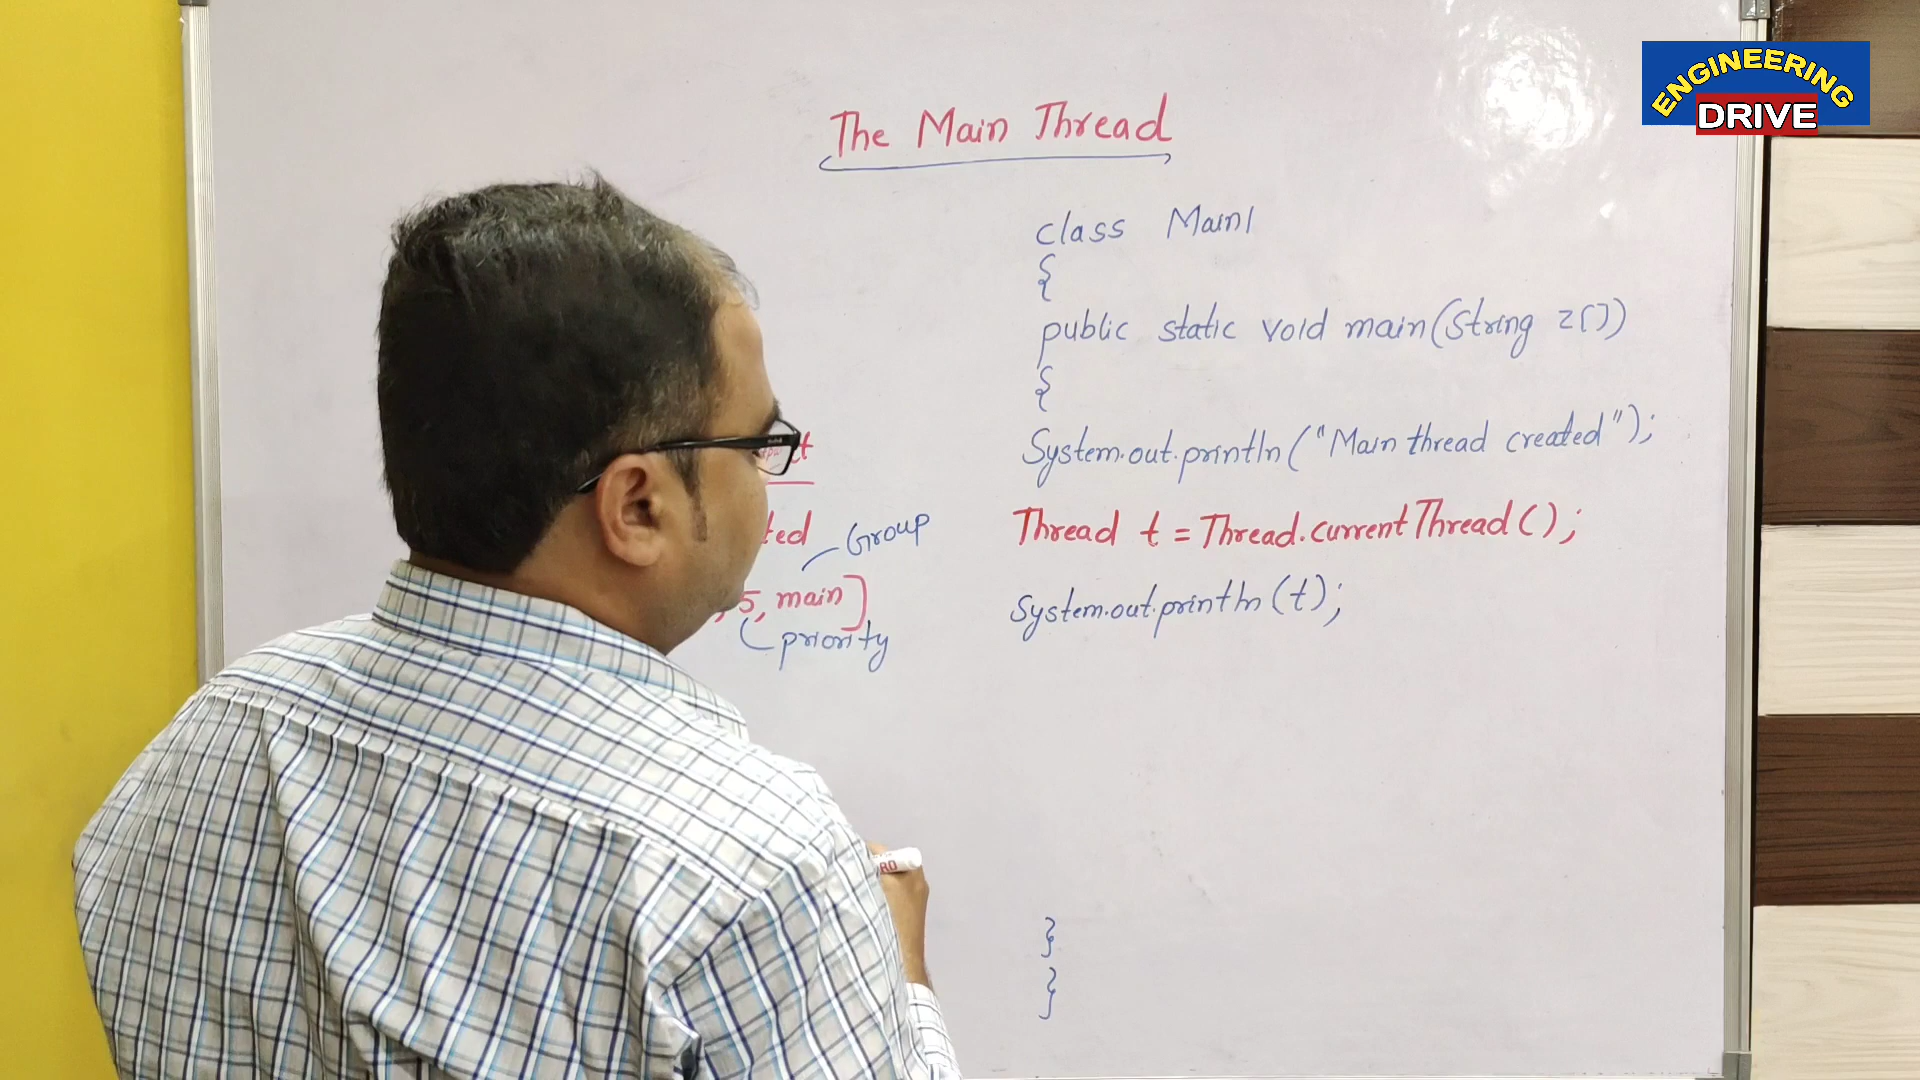 ENGINEERING
DRIVE
The Main Thread
class Main1
{
public static void main(String z[])
{
System.out.println("Main thread created");
Thread t = Thread.currentThread();
System.out.println(t);
}
}
Group
5, main]
priority
RO